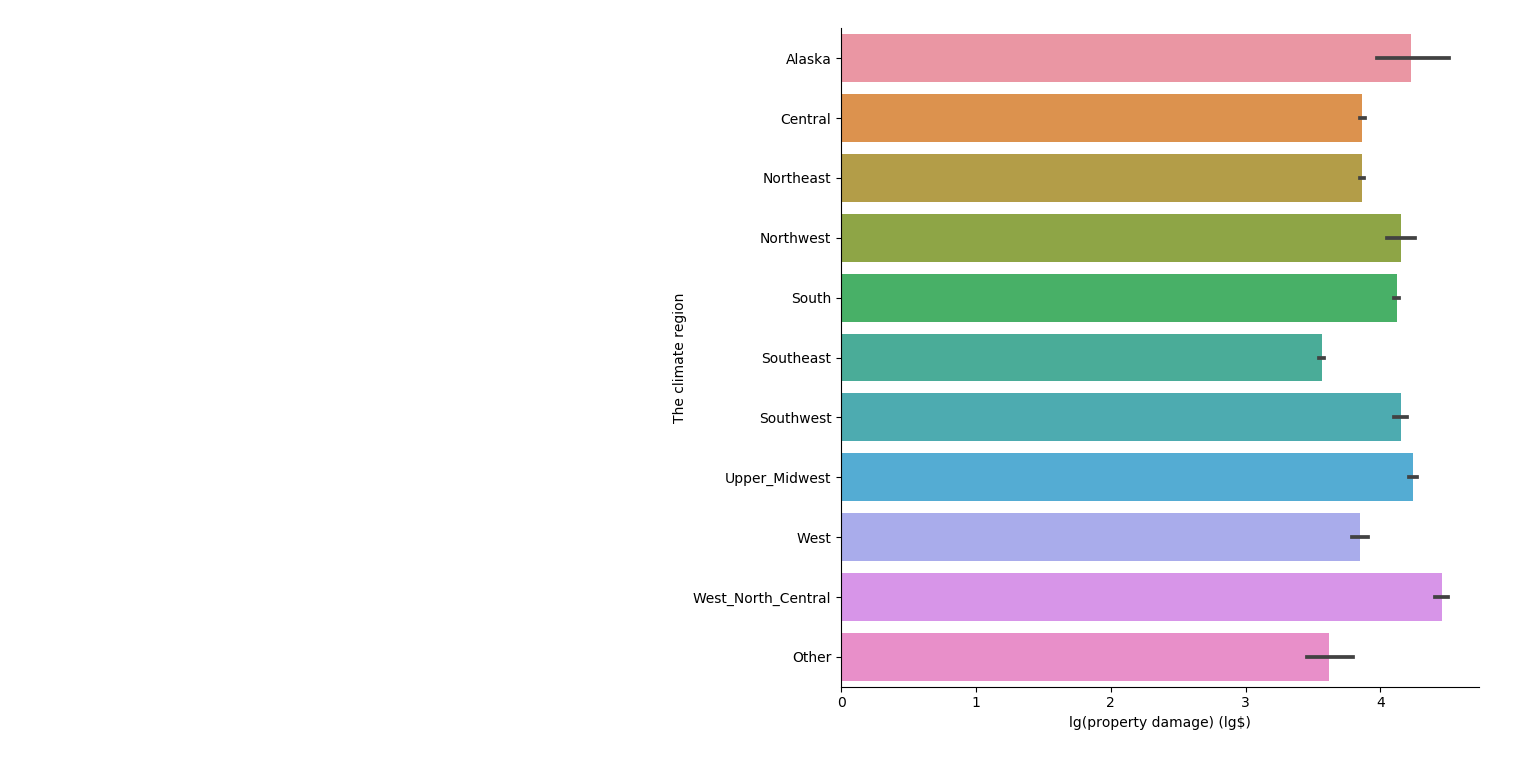 The climate region
Alaska
Central
Northeast
Northwest
South
Southeast
Southwest
Upper_Midwest
West
West_North_Central
Other
0 1 2 3 4
lg(property damage) (lg$)